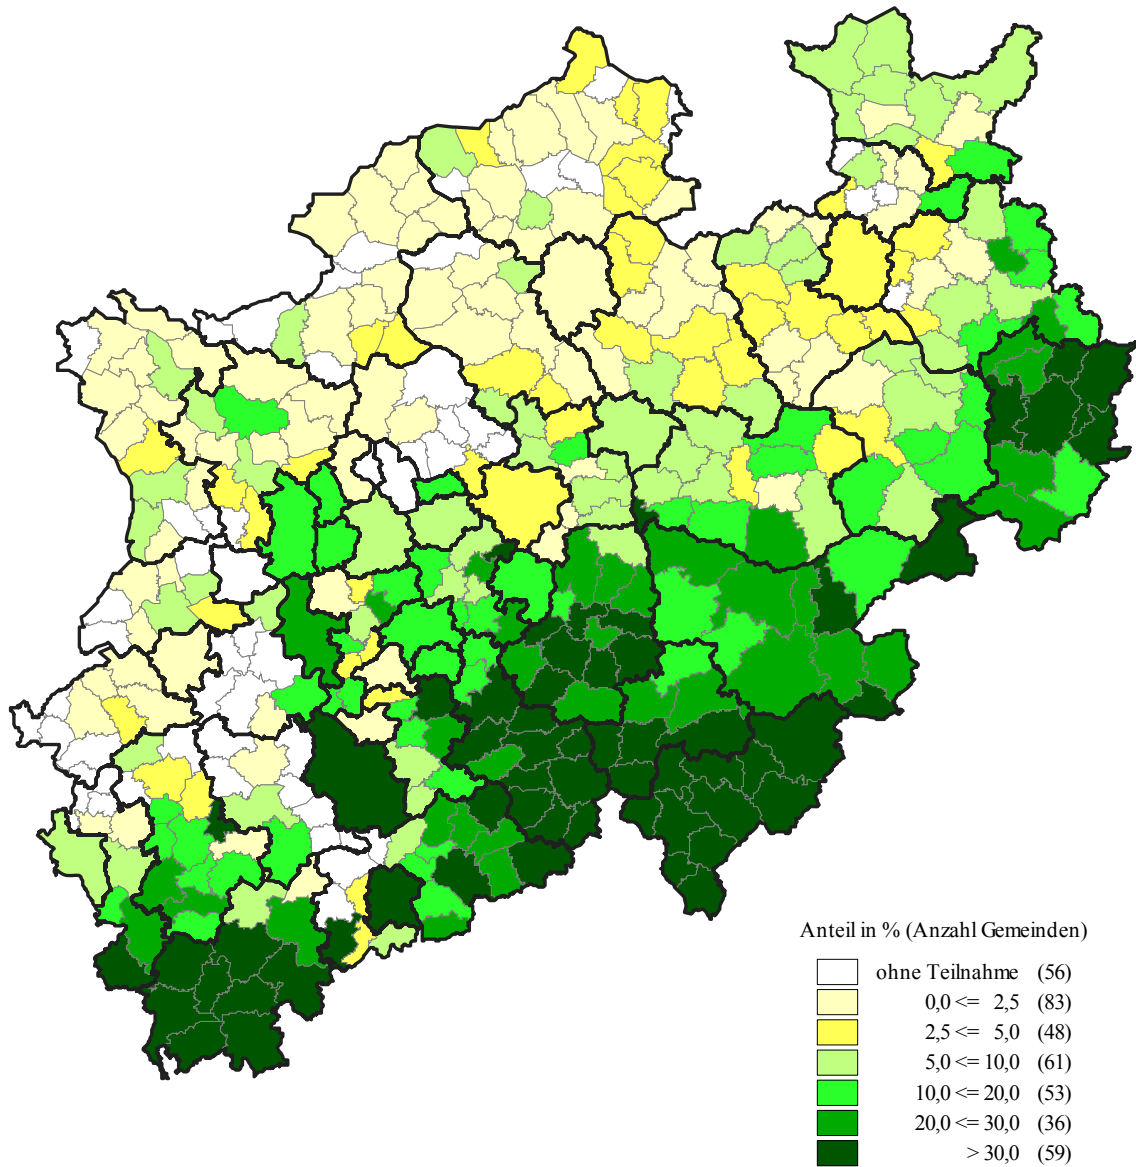 Anteil in % (Anzahl Gemeinden)
ohne Teilnahme (56)
0,0 <= 2,5 (83)
2,5 <= 5,0 (48)
5,0 <= 10,0 (61)
10,0 <= 20,0 (53)
20,0 <= 30,0 (36)
> 30,0 (59)